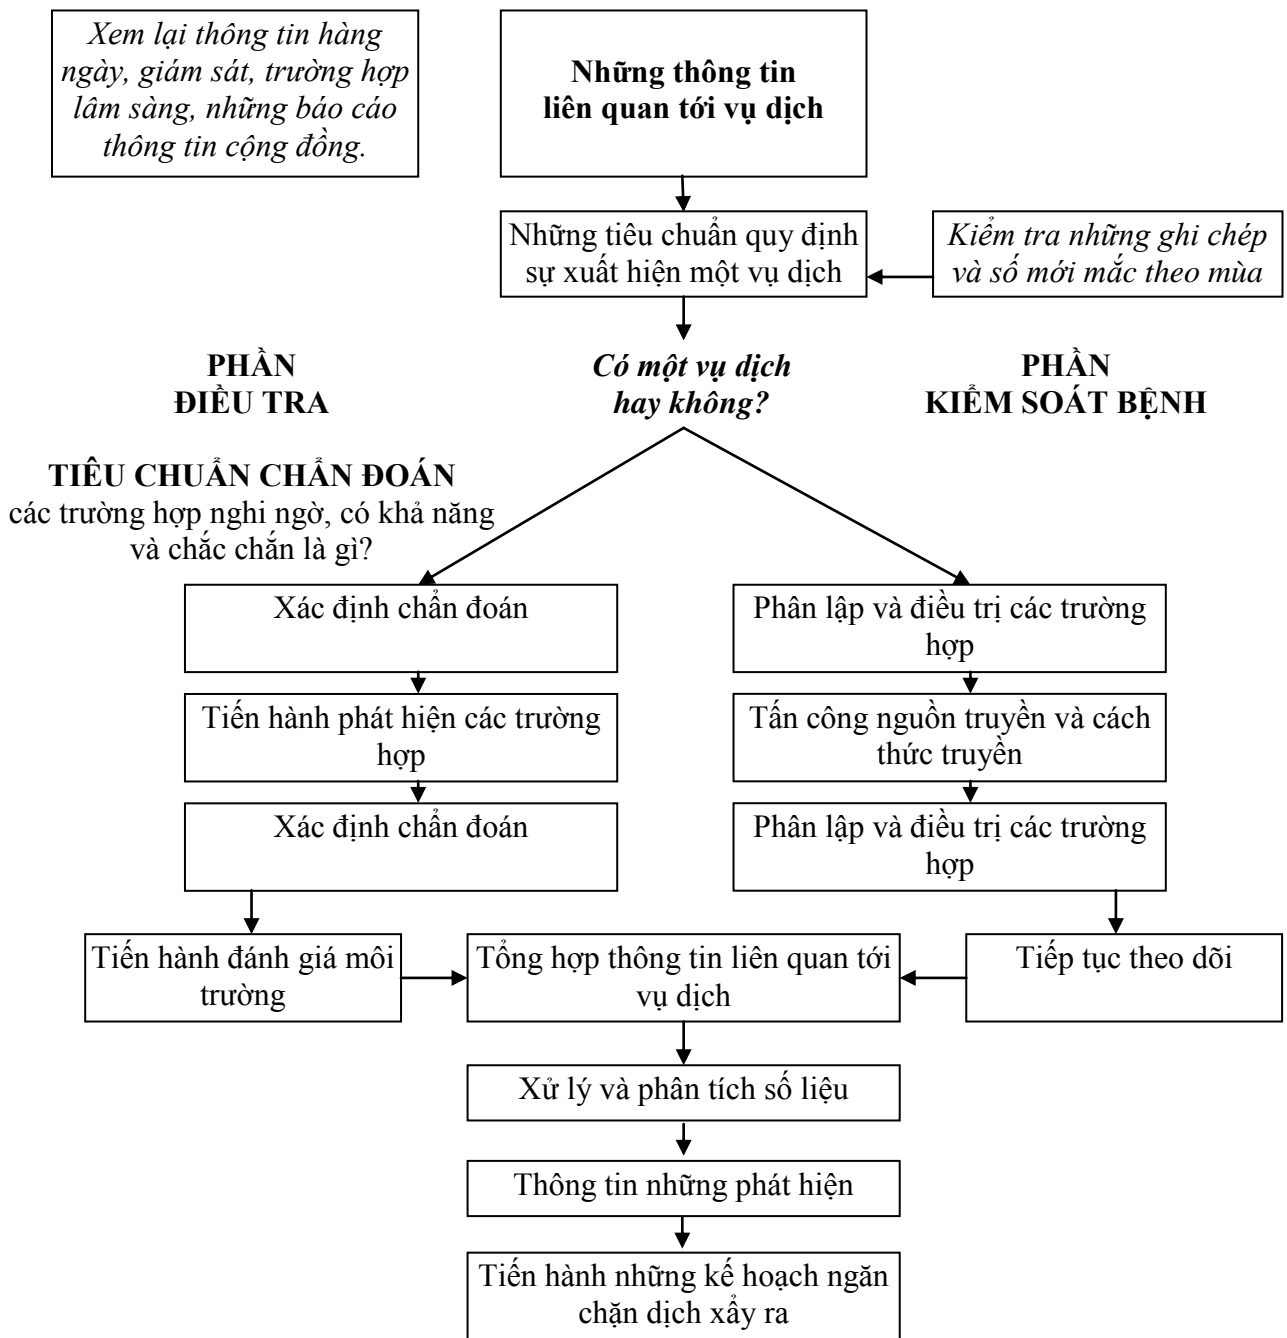 Xem lại thông tin hàng
ngày, giám sát, trường hợp
lâm sàng, những báo cáo
thông tin cộng đồng.
Những thông tin
liên quan tới vụ dịch
Những tiêu chuẩn quy định
sự xuất hiện một vụ dịch
Kiểm tra những ghi chép
và số mới mắc theo mùa
PHẦN
ĐIỀU TRA
Có một vụ dịch
hay không?
PHẦN
KIỂM SOÁT BỆNH
TIÊU CHUẨN CHẨN ĐOÁN
các trường hợp nghi ngờ, có khả năng
và chắc chắn là gì?
Xác định chẩn đoán
Phân lập và điều trị các trường
hợp
Tiến hành phát hiện các trường
hợp
Tấn công nguồn truyền và cách
thức truyền
Xác định chẩn đoán
Phân lập và điều trị các trường
hợp
Tiến hành đánh giá môi
trường
Tổng hợp thông tin liên quan tới
vụ dịch
Tiếp tục theo dõi
Xử lý và phân tích số liệu
Thông tin những phát hiện
Tiến hành những kế hoạch ngăn
chặn dịch xẩy ra